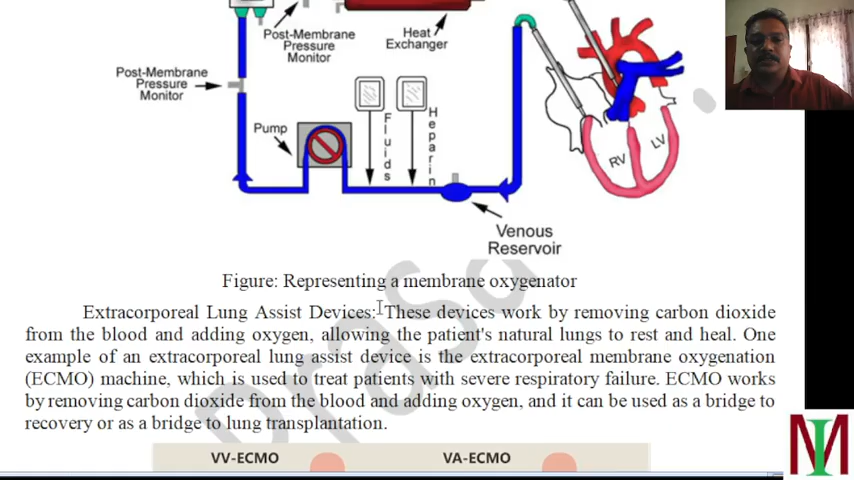 Post-Membrane
Pressure
Monitor
Heat
Exchanger
Post-Membrane
Pressure
Monitor
Pump
Fluids
Heparin
RV
LV
Venous
Reservoir
Figure: Representing a membrane oxygenator
Extracorporeal Lung Assist Devices: These devices work by removing carbon dioxide
from the blood and adding oxygen, allowing the patient's natural lungs to rest and heal. One
example of an extracorporeal lung assist device is the extracorporeal membrane oxygenation
(ECMO) machine, which is used to treat patients with severe respiratory failure. ECMO works
by removing carbon dioxide from the blood and adding oxygen, and it can be used as a bridge to
recovery or as a bridge to lung transplantation.
VV-ECMO
VA-ECMO